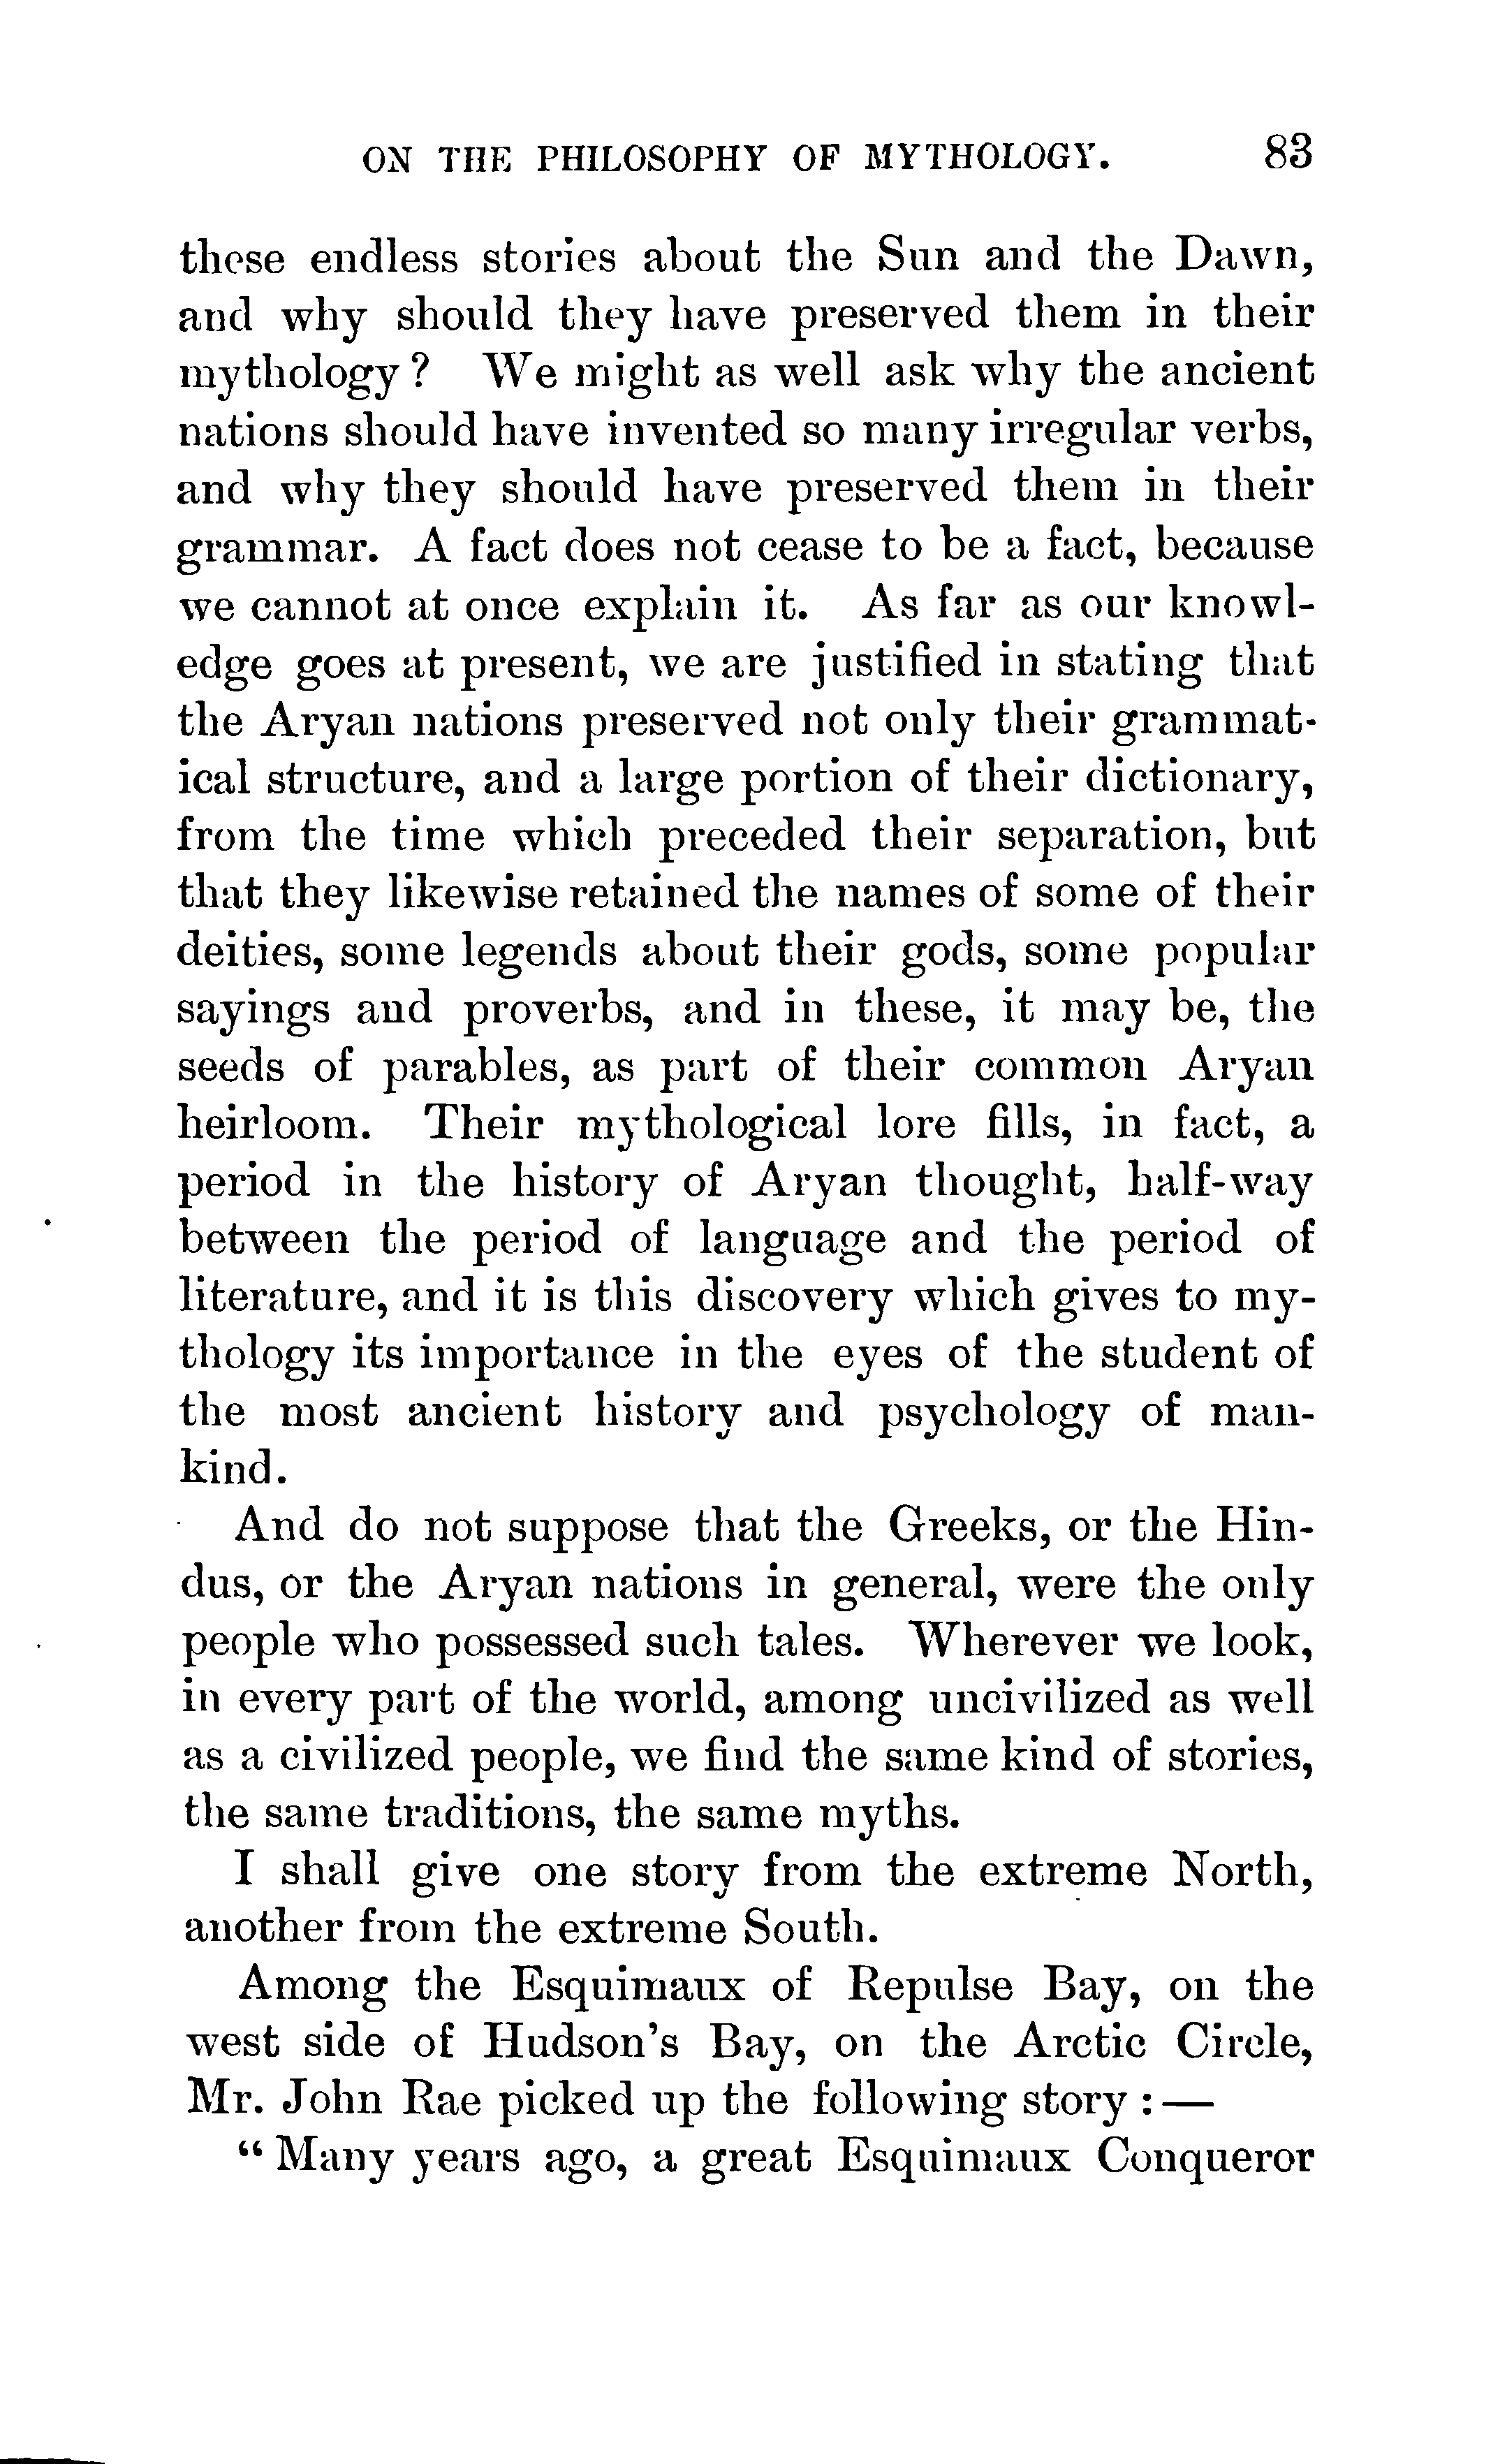 ON THE PHILOSOPHY OF MYTHOLOGY. 83
these endless stories about the Sun and the Dawn,
and why should they have preserved them in their
mythology ? We might as well ask why the ancient
nations should have invented so many irregular verbs,
and why they should have preserved them in their
grammar. A fact does not cease to be a fact, because
we cannot at once explain it. As far as our knowl-
edge goes at present, we are justified in stating that
the Aryan nations preserved not only their grammat-
ical structure, and a large portion of their dictionary,
from the time which preceded their separation, but
that they likewise retained the names of some of their
deities, some legends about their gods, some popular
sayings and proverbs, and in these, it may be, the
seeds of parables, as part of their common Aryan
heirloom. Their mythological lore fills, in fact, a
period in the history of Aryan thought, half-way
between the period of language and the period of
literature, and it is this discovery which gives to my-
thology its importance in the eyes of the student of
the most ancient history and psychology of man-
kind.
And do not suppose that the Greeks, or the Hin-
dus, or the Aryan nations in general, were the only
people who possessed such tales. Wherever we look,
in every part of the world, among uncivilized as well
as a civilized people, we find the same kind of stories,
the same traditions, the same myths.
I shall give one story from the extreme North,
another from the extreme South.
Among the Esquimaux of Repulse Bay, on the
west side of Hudson's Bay, on the Arctic Circle,
Mr. John Rae picked up the following story : —
“ Many years ago, a great Esquimaux Conqueror